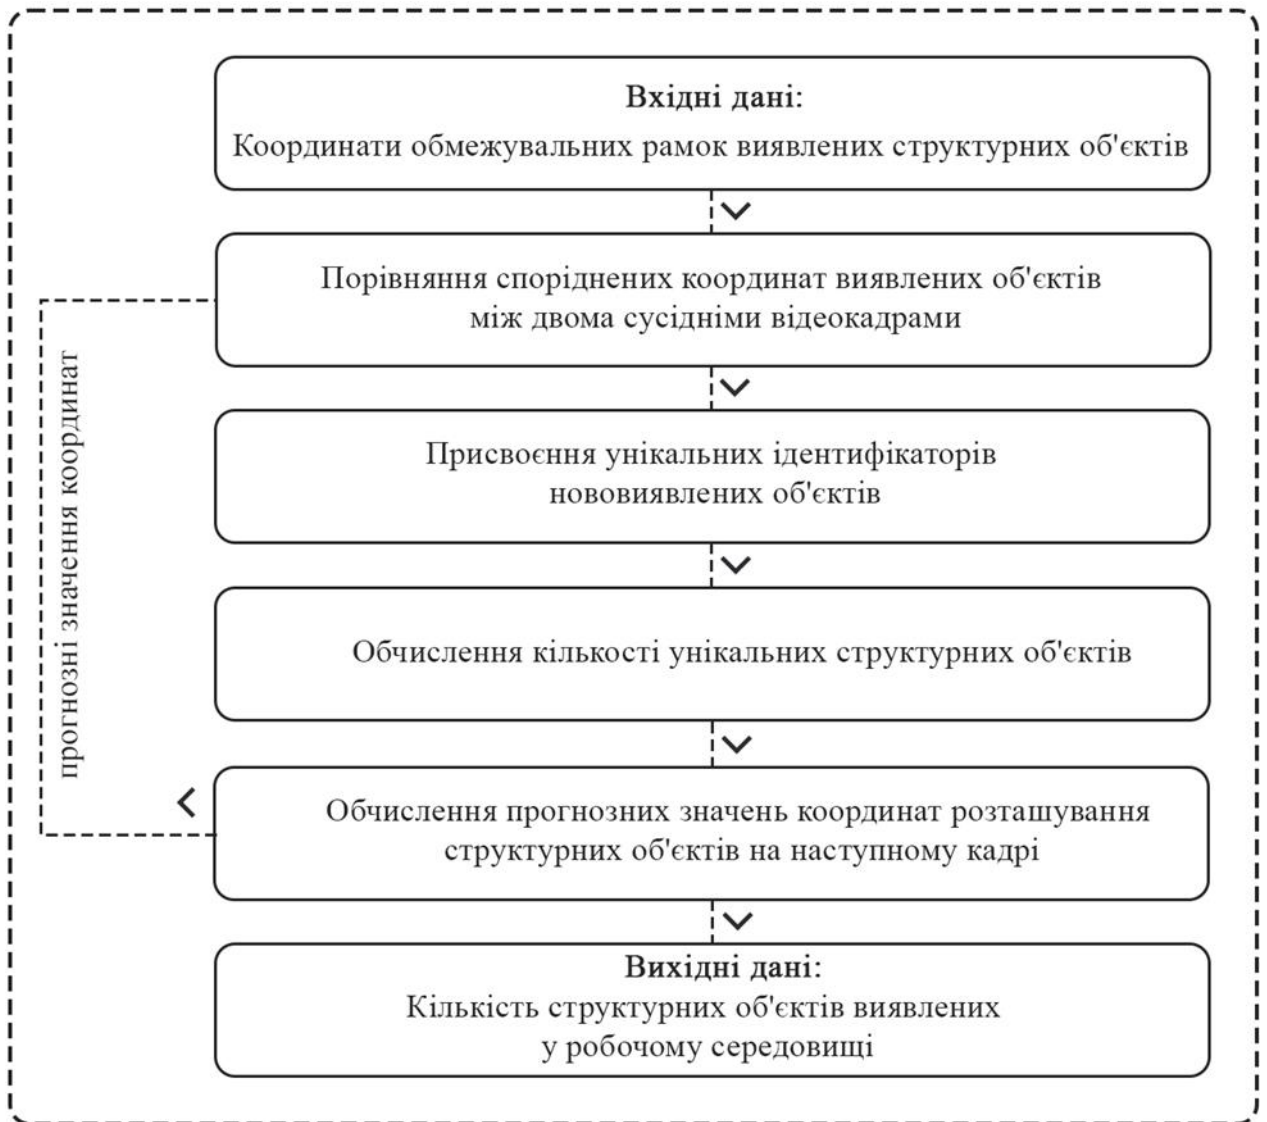 Вхідні дані:
Координати обмежувальних рамок виявлених структурних об'єктів
Порівняння споріднених координат виявлених об'єктів
між двома сусідніми відеокадрами
прогнозні значення координат
Присвоєння унікальних ідентифікаторів
нововиявлених об'єктів
Обчислення кількості унікальних структурних об'єктів
Обчислення прогнозних значень координат розташування
структурних об'єктів на наступному кадрі
Вихідні дані:
Кількість структурних об'єктів виявлених
у робочому середовищі